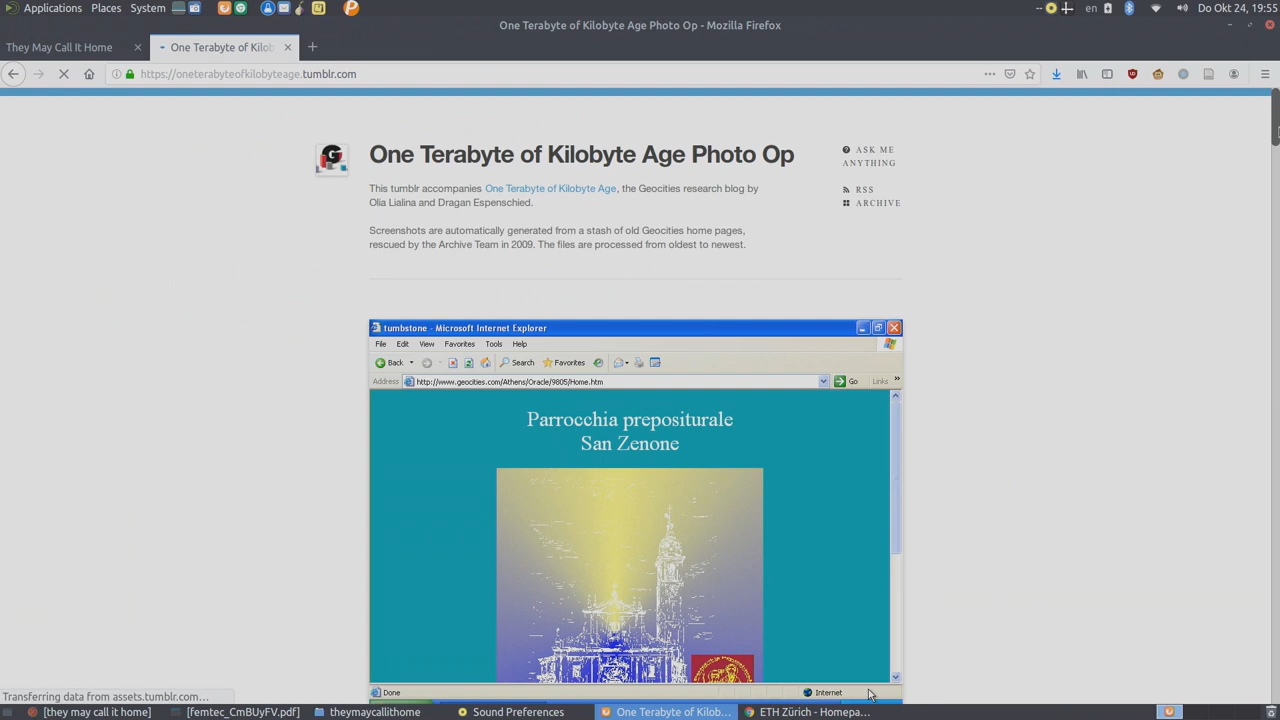 Applications Places System
en
Do Okt 24, 19:55
One Terabyte of Kilobyte Age Photo Op - Mozilla Firefox
They May Call It Home
One Terabyte of Kilob
https://oneterabyteofkilobyteage.tumblr.com
One Terabyte of Kilobyte Age Photo Op
This tumblr accompanies One Terabyte of Kilobyte Age, the Geocities research blog by
Olia Lialina and Dragan Espenschied.
Screenshots are automatically generated from a stash of old Geocities home pages,
rescued by the Archive Team in 2009. The files are processed from oldest to newest.
ASK ME
ANYTHING
RSS
ARCHIVE
tumbstone - Microsoft Internet Explorer
File Edit View Favorites Tools Help
Back Search Favorites
Address http://www.geocities.com/Athens/Oracle/9805/Home.htm Go Links »
Parrocchia prepositurale
San Zenone
Done
Internet
Transferring data from assets.tumblr.com…
[they may call it home] [femtec_CmBUyFV.pdf] theymaycallithome Sound Preferences One Terabyte of Kilob... ETH Zürich - Homepa...